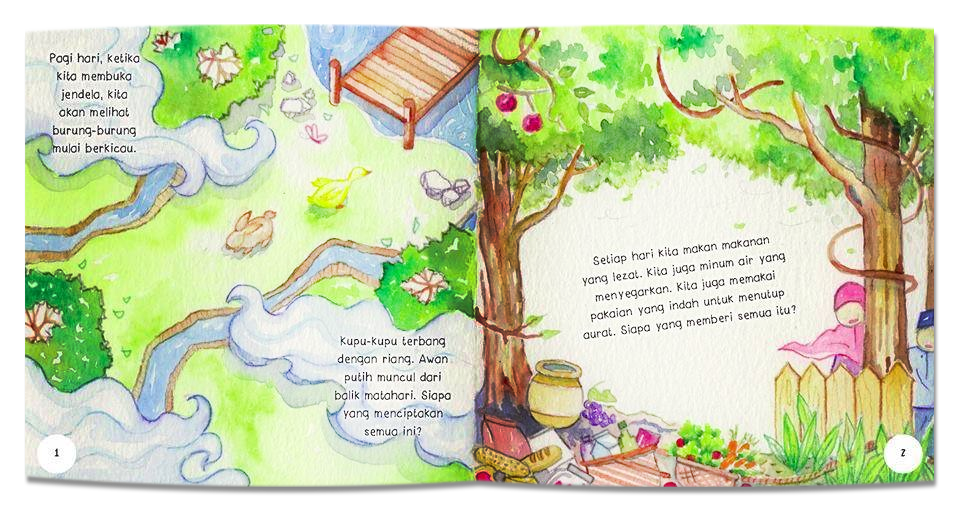 Pagi hari, ketika
kita membuka
jendela, kita
akan melihat
burung-burung
mulai berkicau.
Kupu-kupu terbang
dengan riang. Awan
putih muncul dari
balik matahari. Siapa
yang menciptakan
semua ini?
1
Setiap hari kita makan makanan
yang lezat. Kita juga minum air yang
menyegarkan. Kita juga memakai
pakaian yang indah untuk menutup
aurat. Siapa yang memberi semua itu?
2